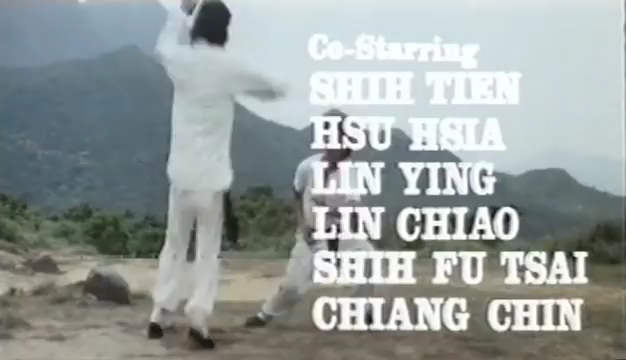 Co-Starring
SHIH TIEN
HSU HSIA
LIN YING
LIN CHIAO
SHIH FU TSAI
CHIANG CHIN